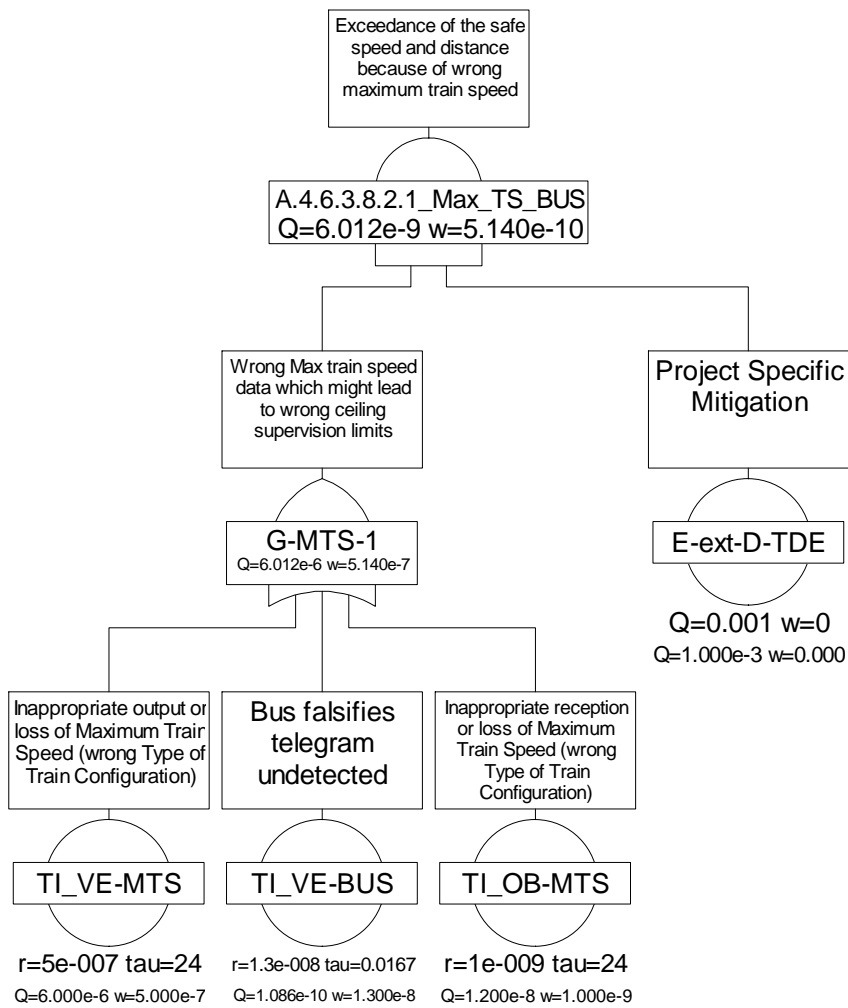 Exceedance of the safe
speed and distance
because of wrong
maximum train speed
A.4.6.3.8.2.1_Max_TS_BUS
Q=6.012e-9 w=5.140e-10
Wrong Max train speed
data which might lead
to wrong ceiling
supervision limits
Project Specific
Mitigation
G-MTS-1
Q=6.012e-6 w=5.140e-7
E-ext-D-TDE
Q=0.001 w=0
Q=1.000e-3 w=0.000
Inappropriate output or
loss of Maximum Train
Speed (wrong Type of
Train Configuration)
Bus falsifies
telegram
undetected
Inappropriate reception
or loss of Maximum
Train Speed (wrong
Type of Train
Configuration)
TI_VE-MTS
TI_VE-BUS
TI_OB-MTS
r=5e-007 tau=24
Q=6.000e-6 w=5.000e-7
r=1.3e-008 tau=0.0167
Q=1.086e-10 w=1.300e-8
r=1e-009 tau=24
Q=1.200e-8 w=1.000e-9